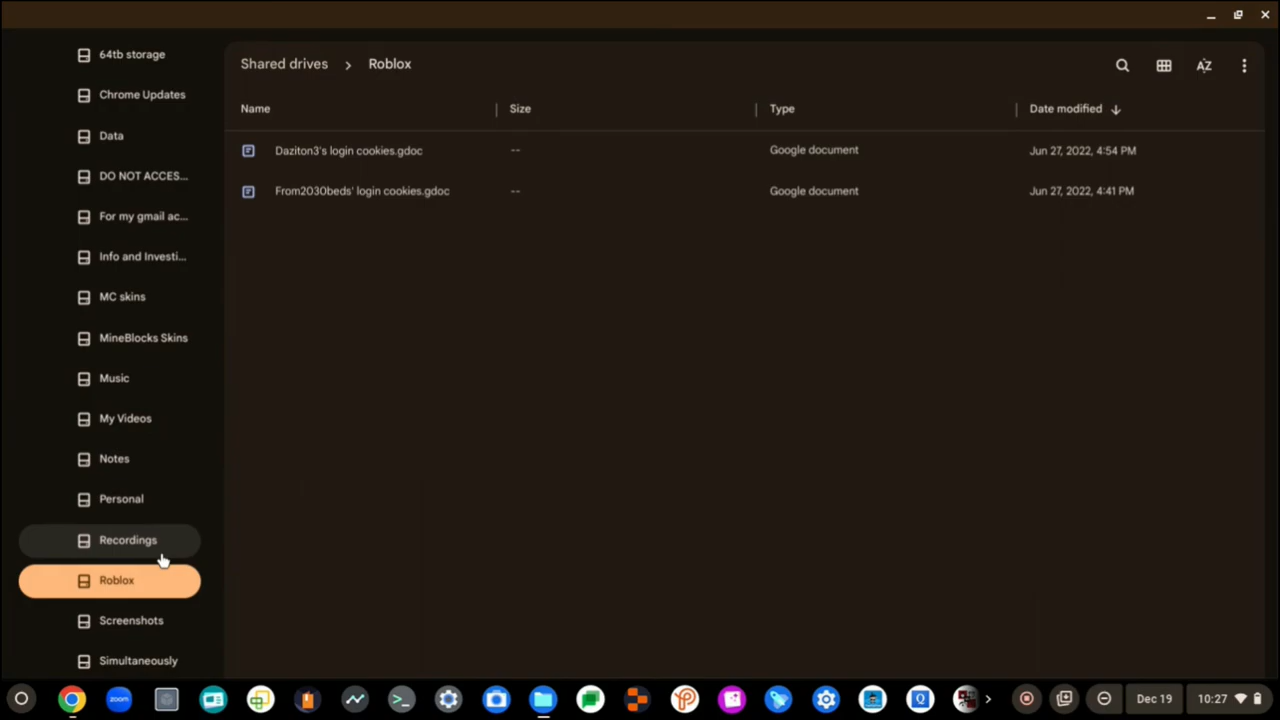 64tb storage
Chrome Updates
Data
DO NOT ACCES...
For my gmail ac...
Info and Investi...
MC skins
MineBlocks Skins
Music
My Videos
Notes
Personal
Recordings
Roblox
Screenshots
Simultaneously
Shared drives > Roblox
AZ
Name Size Type Date modified
Daziton3's login cookies.gdoc -- Google document Jun 27, 2022, 4:54 PM
From2030beds' login cookies.gdoc -- Google document Jun 27, 2022, 4:41 PM
zoom
Q
Dec 19 10:27